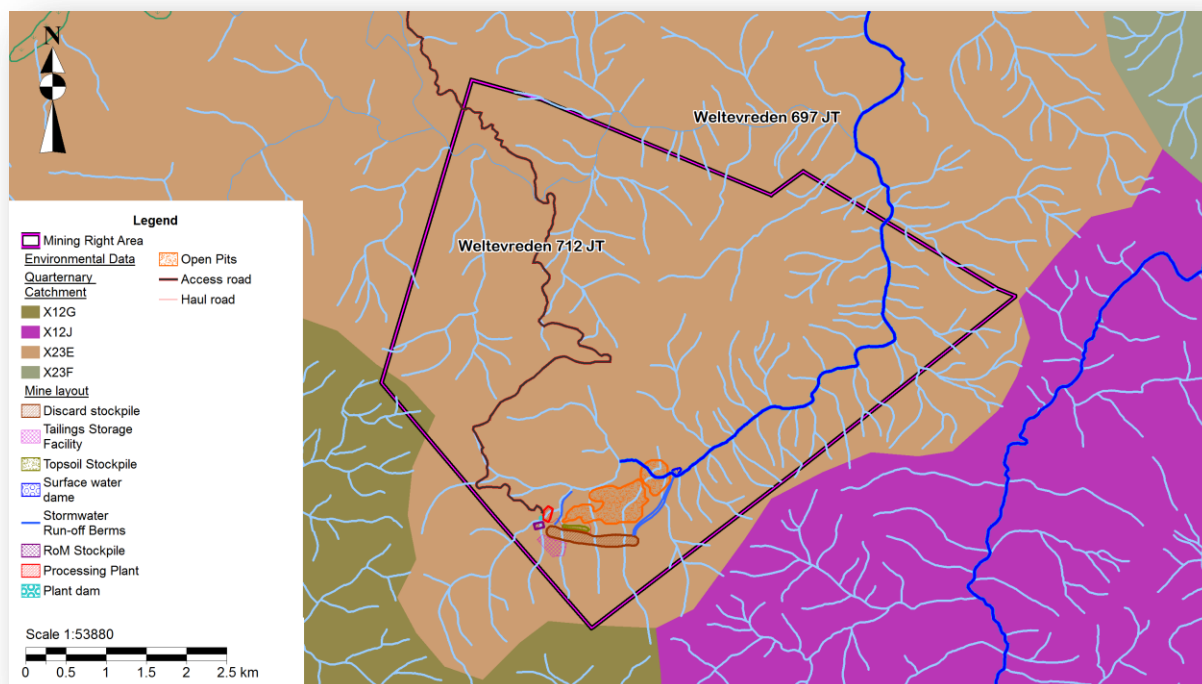 N
Weltevreden 697 JT
Weltevreden 712 JT
Legend
Mining Right Area
Environmental Data
Quarternary
Catchment
X12G
X12J
X23E
X23F
Mine layout
Discard stockpile
Tailings Storage
Facility
Topsoil Stockpile
Surface water
dame
Stormwater
Run-off Berms
RoM Stockpile
Processing Plant
Plant dam
Open Pits
Access road
Haul road
Scale 1:53880
0 0.5 1 1.5 2 2.5 km